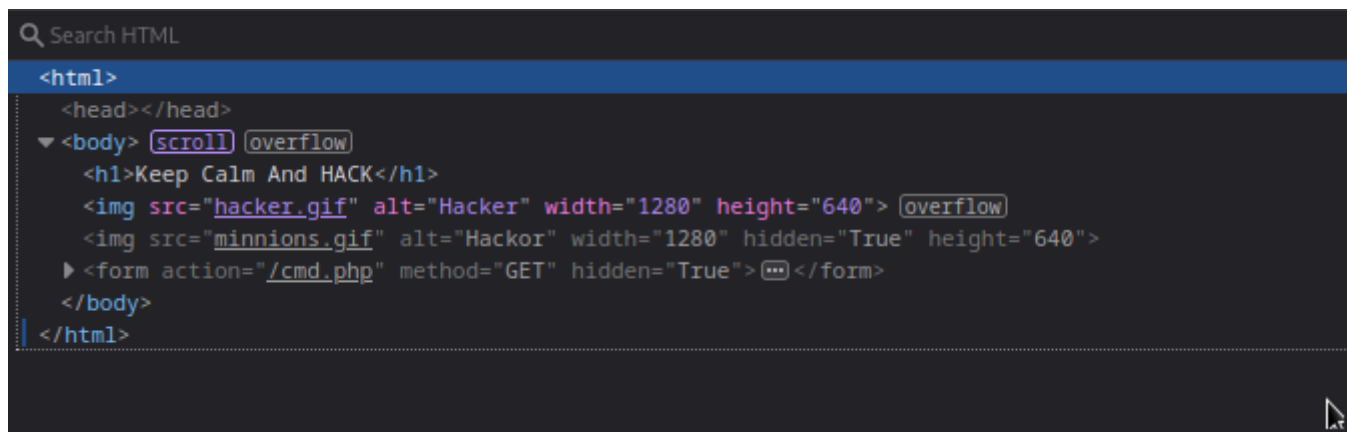 Search HTML
<html>
<head></head>
<body> scroll overflow
<h1>Keep Calm And HACK</h1>
<img src="hacker.gif" alt="Hacker" width="1280" height="640"> overflow
<img src="minnions.gif" alt="Hackor" width="1280" hidden="True" height="640">
<form action="/cmd.php" method="GET" hidden="True"> ••• </form>
</body>
</html>